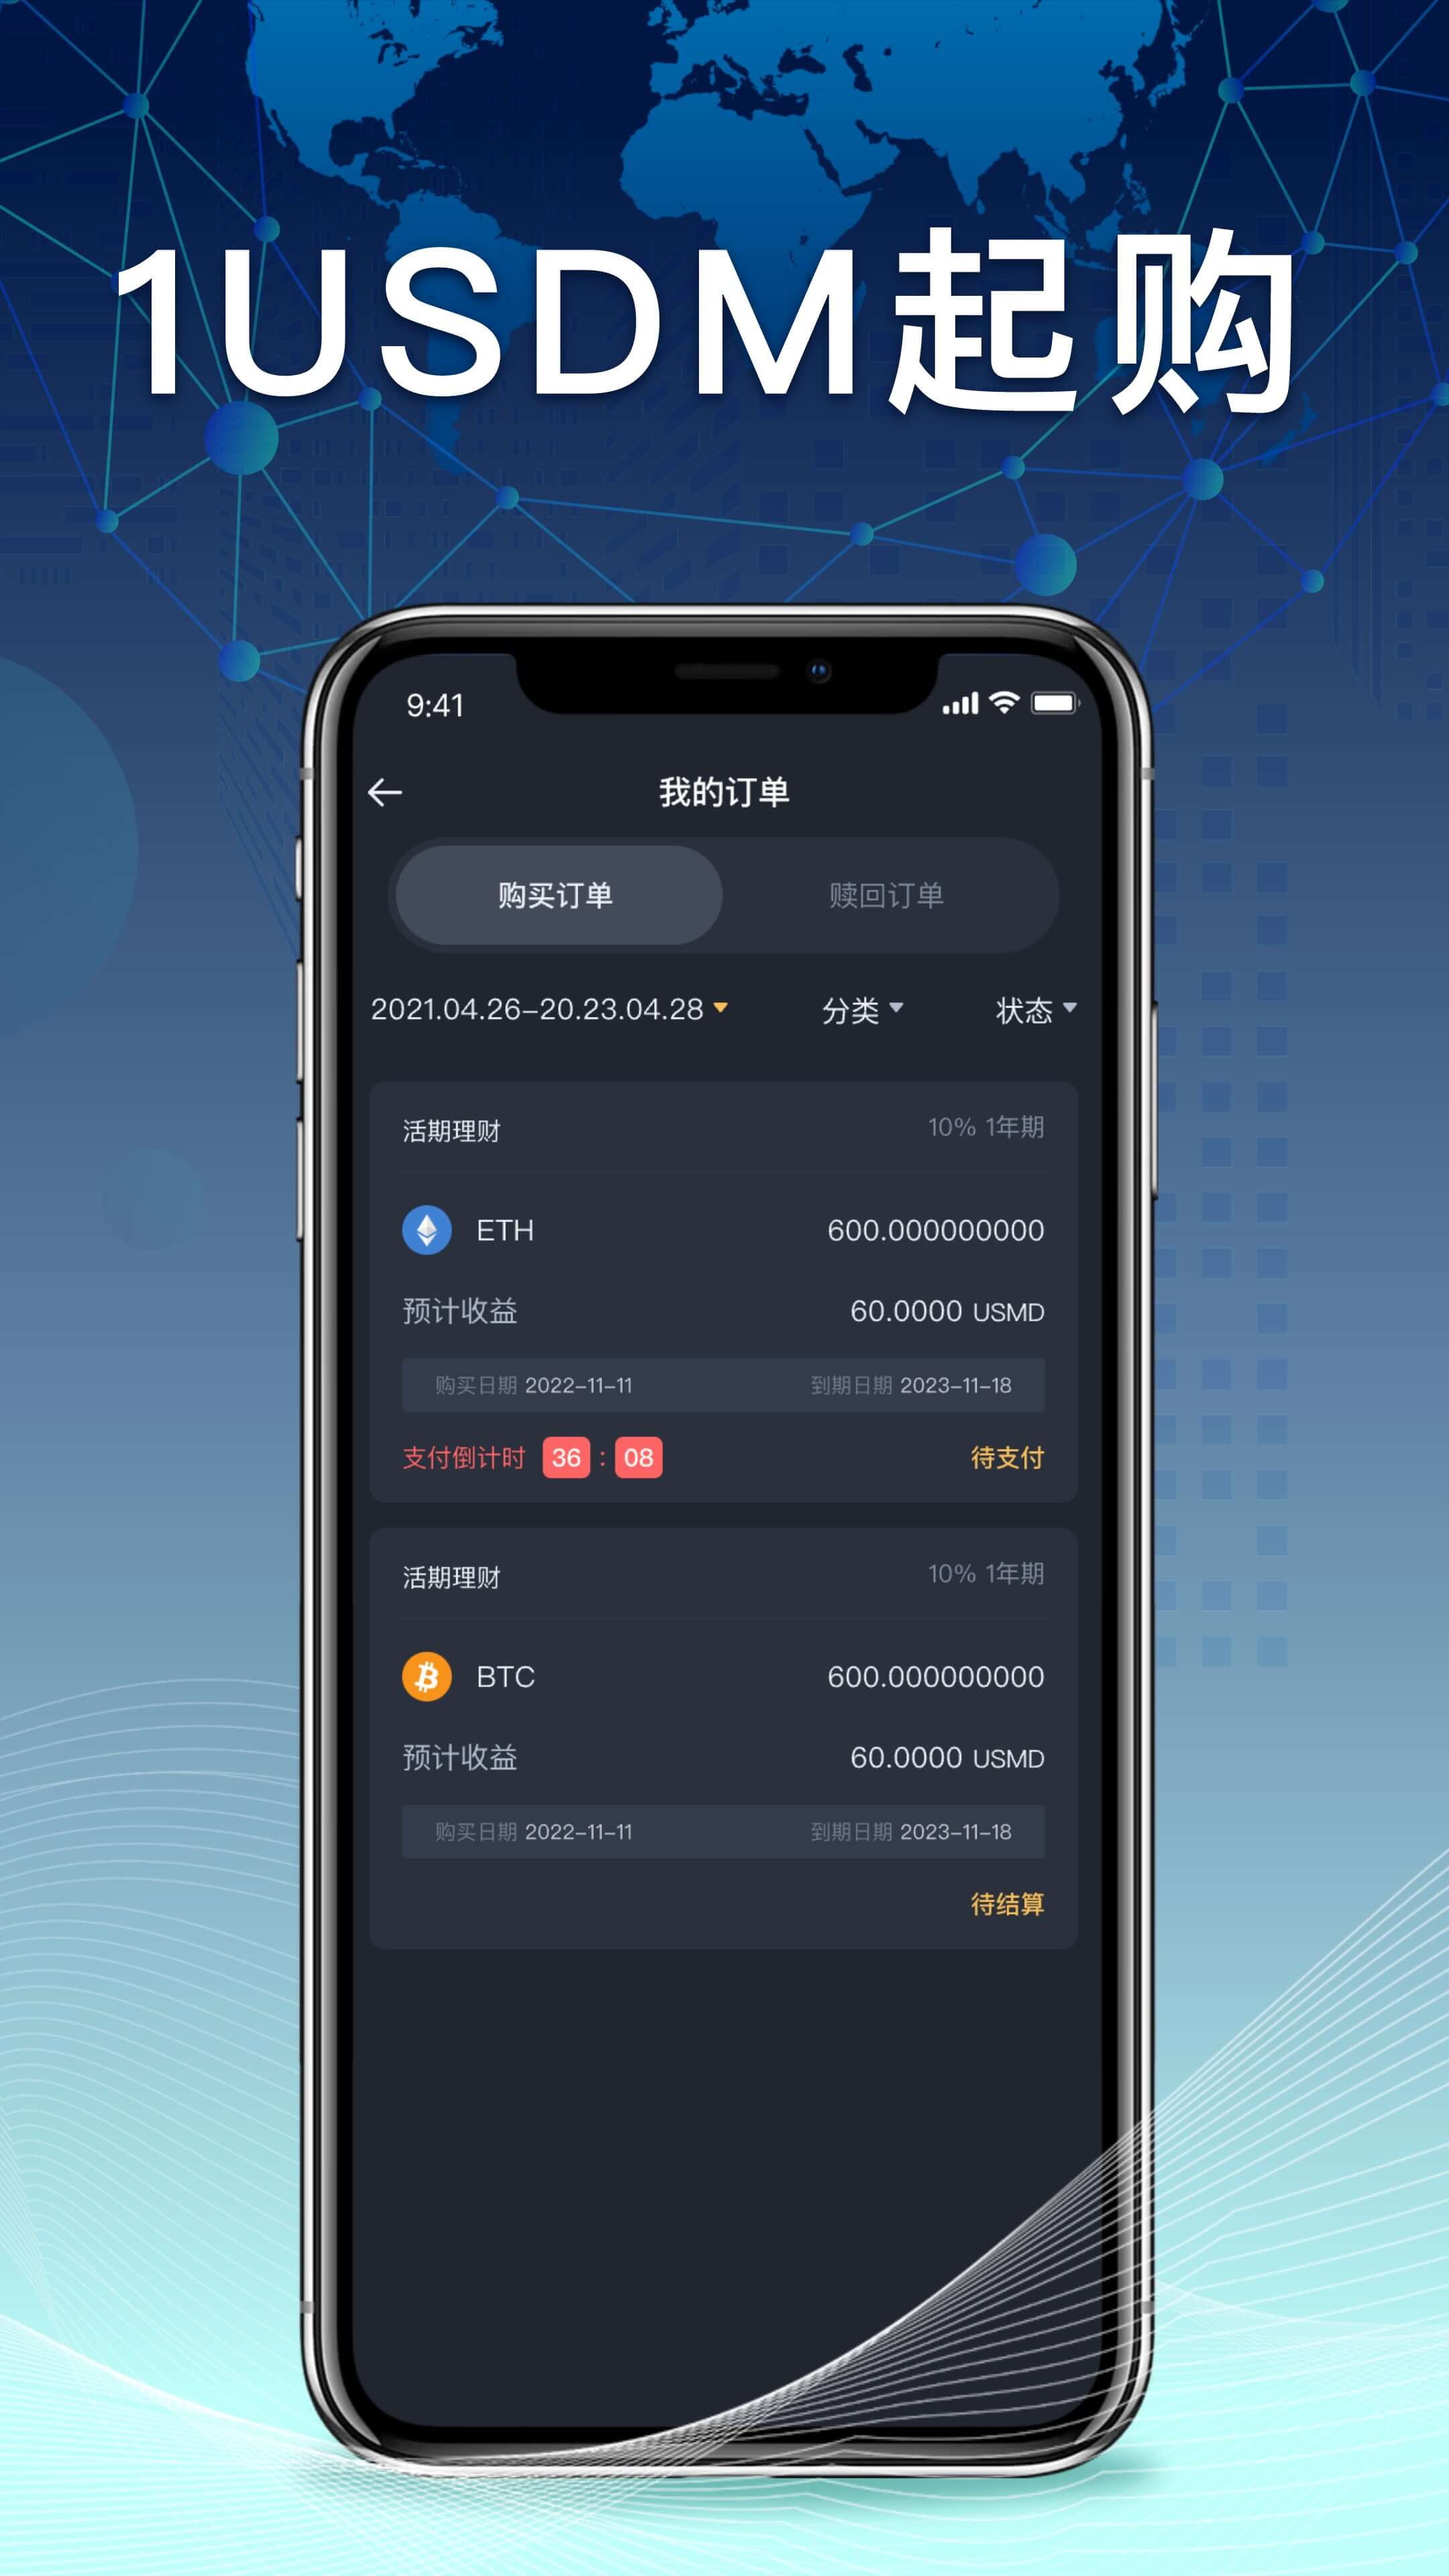 1USDM起购
9:41
我的订单
购买订单 赎回订单
2021.04.26-20.23.04.28 分类 状态
活期理财 10% 1年期
ETH 600.000000000
预计收益 60.0000 USMD
购买日期 2022-11-11 到期日期 2023-11-18
支付倒计时 36 : 08 待支付
活期理财 10% 1年期
BTC 600.000000000
预计收益 60.0000 USMD
购买日期 2022-11-11 到期日期 2023-11-18
待结算